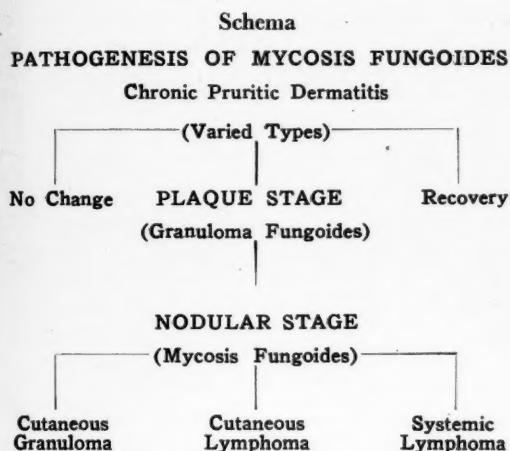 Schema
PATHOGENESIS OF MYCOSIS FUNGOIDES
Chronic Pruritic Dermatitis
(Varied Types)
No Change PLAQUE STAGE Recovery
(Granuloma Fungoides)
NODULAR STAGE
(Mycosis Fungoides)
Cutaneous Cutaneous Systemic
Granuloma Lymphoma Lymphoma